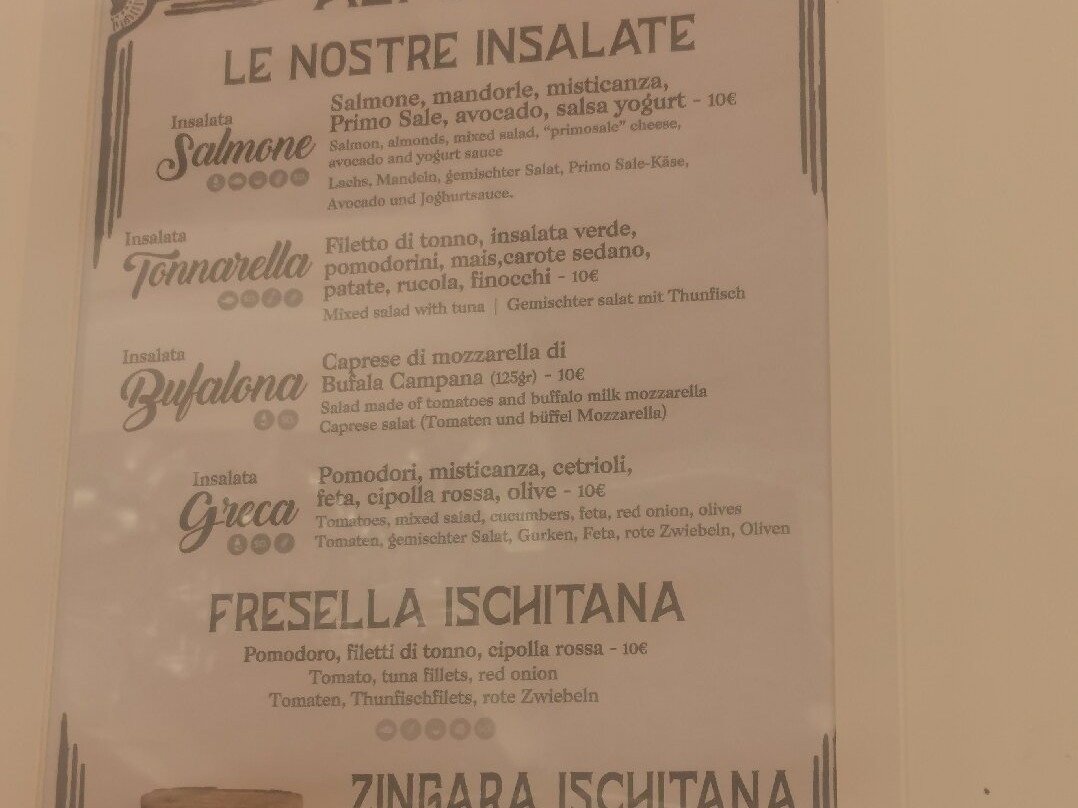 LE NOSTRE INSALATE
Insalata
Salmone
Salmone, mandorle, misticanza,
Primo Sale, avocado, salsa yoğurt - 10€
Salmon, almonds, mixed salad, "primosale" cheese,
avocado and yoğurt sauce
Lachs, Mandeln, ğemischter Salat, Primo Sale-Käse,
Avocado und Joğhurtsauce.
Insalata
Tonnarella
Filetto di tonno, insalata verde,
pomodorini, mais,carote sedano,
patate, rucola, finocchi - 10€
Mixed salad with tuna | Gemischter salat mit Thunfisch
Insalata
Bufalona
Caprese di mozzarella di
Bufala Campana (125ğr) - 10€
Salad made of tomatoes and buffalo milk mozzarella
Caprese salat (Tomaten und büffel Mozzarella)
Insalata
Greca
Pomodori, misticanza, cetrioli,
feta, cipolla rossa, olive - 10€
Tomatoes, mixed salad, cucumbers, feta, red onion, olives
Tomaten, ğemischter Salat, Gurken, Feta, rote Zwiebeln, Oliven
FRESELLA ISCHITANA
Pomodoro, filetti di tonno, cipolla rossa - 10€
Tomato, tuna fillets, red onion
Tomaten, Thunfischfilets, rote Zwiebeln
ZINGARA ISCHITANA